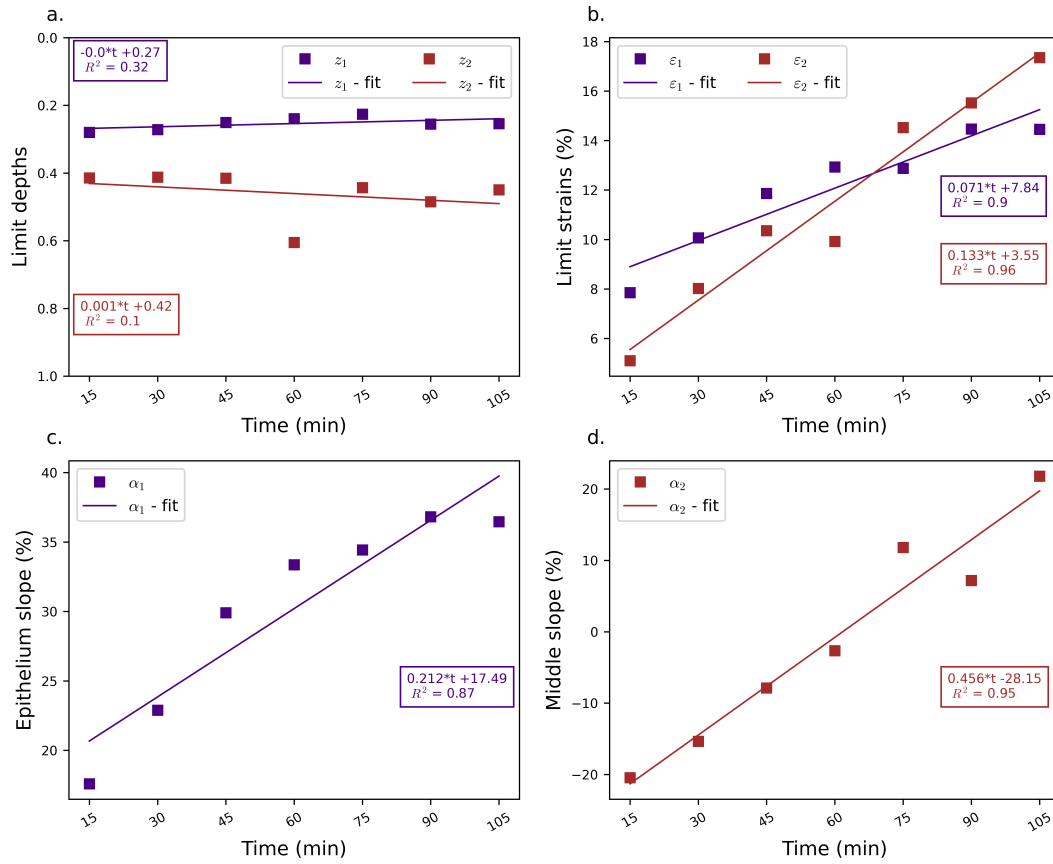 a.
-0.0*t +0.27
R² = 0.32
z₁
z₂
z₁ - fit
z₂ - fit
0.001*t +0.42
R² = 0.1
0.0
0.2
0.4
0.6
0.8
1.0
Limit depths
15 30 45 60 75 90 105
Time (min)
b.
ε₁
ε₂
ε₁ - fit
ε₂ - fit
0.071*t +7.84
R² = 0.9
0.133*t +3.55
R² = 0.96
18
16
14
12
10
8
6
Limit strains (%)
15 30 45 60 75 90 105
Time (min)
c.
α₁
α₁ - fit
0.212*t +17.49
R² = 0.87
40
35
30
25
20
Epithelium slope (%)
15 30 45 60 75 90 105
Time (min)
d.
α₂
α₂ - fit
0.456*t -28.15
R² = 0.95
20
10
0
−10
−20
Middle slope (%)
15 30 45 60 75 90 105
Time (min)